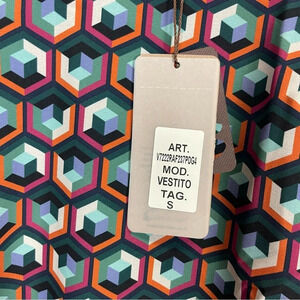 ART.
V7222RAF237PDG4
MOD.
VESTITO
TAG.
S